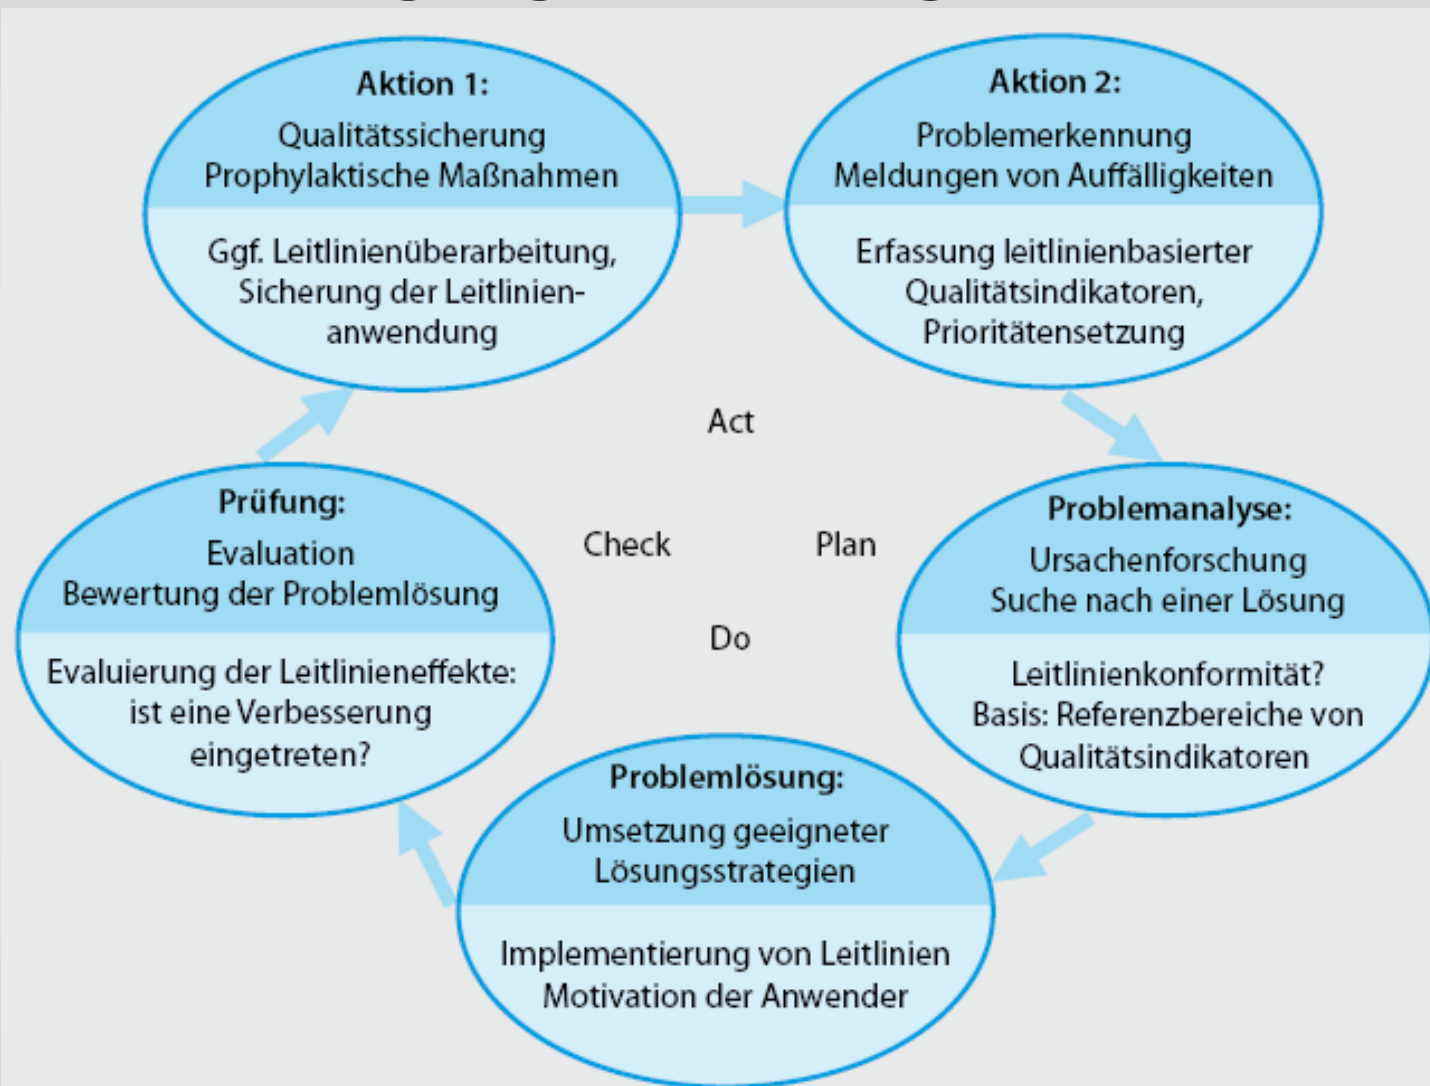 Aktion 1:
Qualitätssicherung
Prophylaktische Maßnahmen
Ggf. Leitlinienüberarbeitung,
Sicherung der Leitlinien-
anwendung
Aktion 2:
Problemerkennung
Meldungen von Auffälligkeiten
Erfassung leitlinienbasierter
Qualitätsindikatoren,
Prioritätensetzung
Act
Check
Plan
Do
Prüfung:
Evaluation
Bewertung der Problemlösung
Evaluierung der Leitlinieneffekte:
ist eine Verbesserung
eingetreten?
Problemanalyse:
Ursachenforschung
Suche nach einer Lösung
Leitlinienkonformität?
Basis: Referenzbereiche von
Qualitätsindikatoren
Problemlösung:
Umsetzung geeigneter
Lösungsstrategien
Implementierung von Leitlinien
Motivation der Anwender